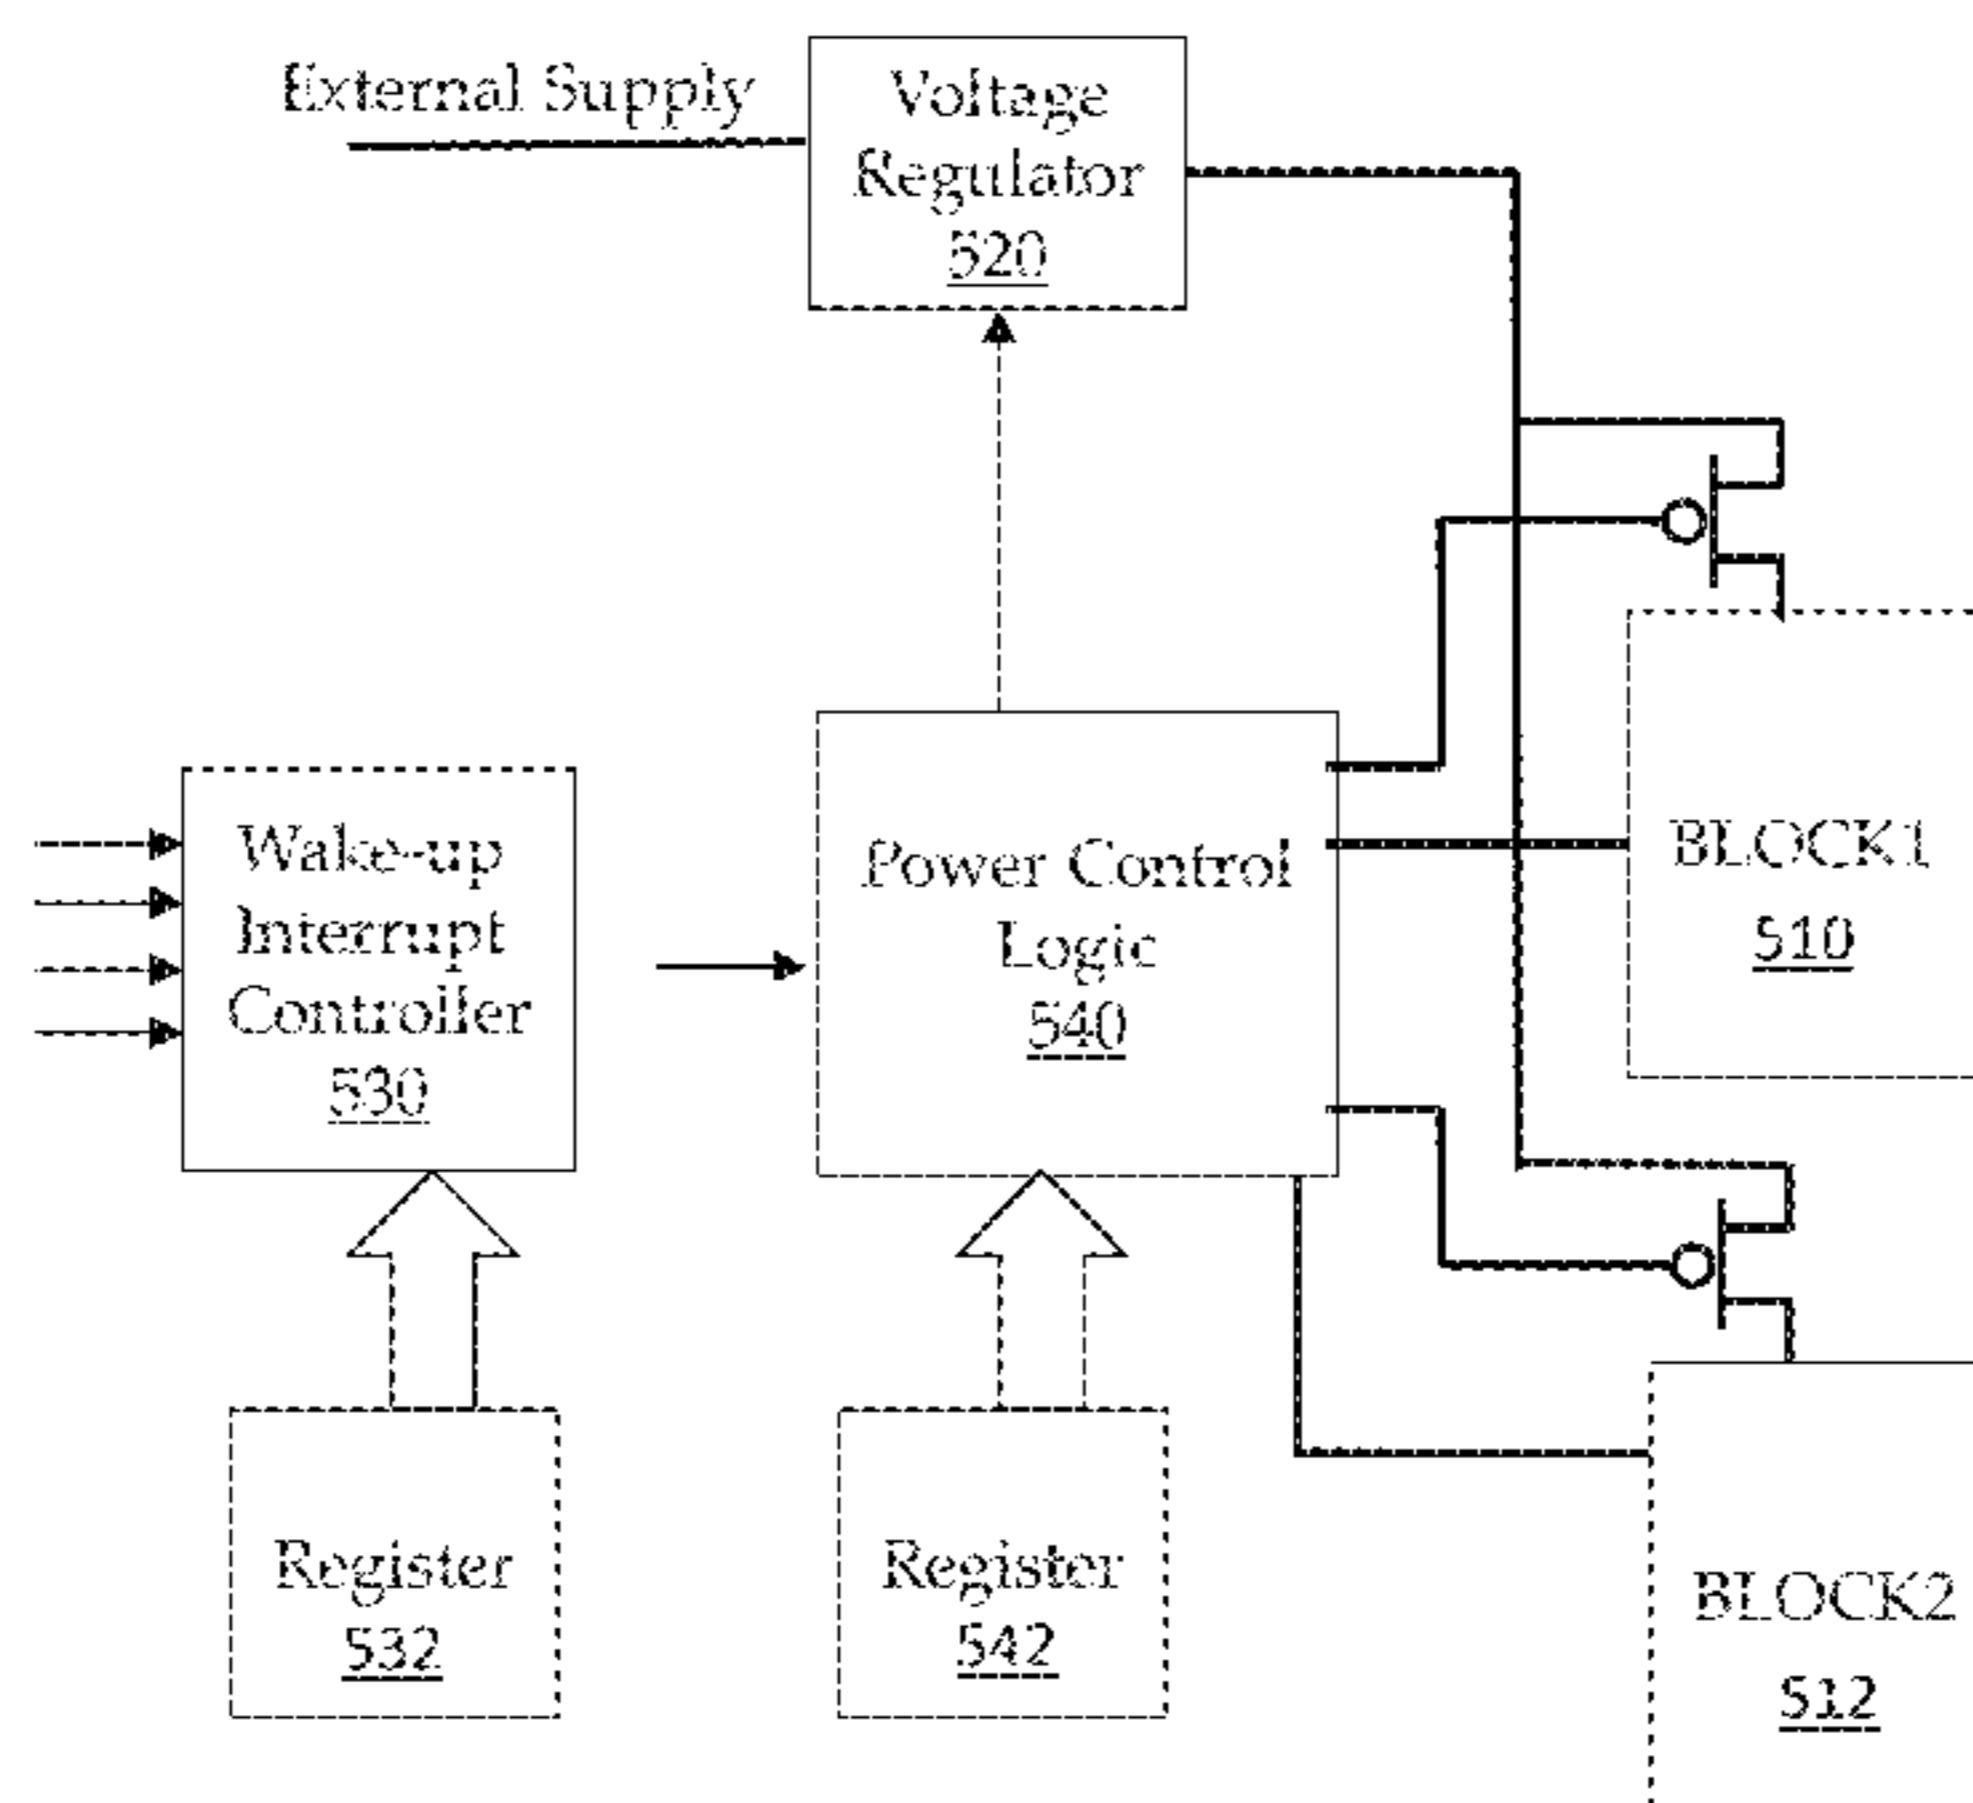 External Supply
Voltage
Regulator
520
Wake-up
Interrupt
Controller
530
Power Control
Logic
540
BLOCK1
510
Register
532
Register
542
BLOCK2
512